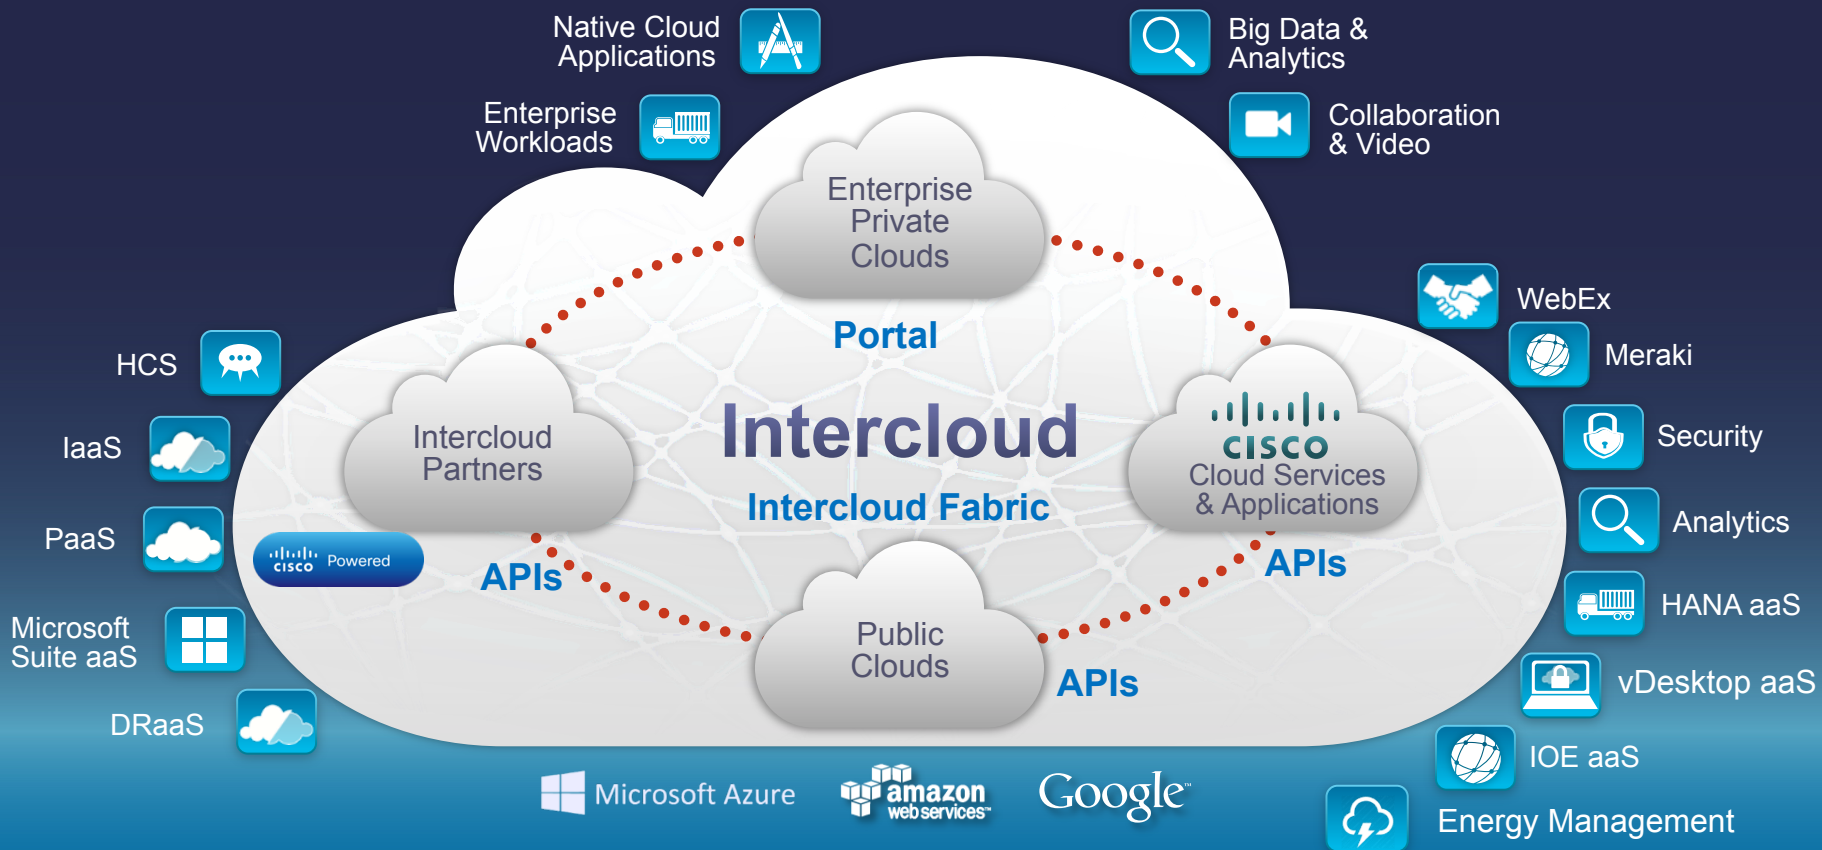 Native Cloud
Applications
Big Data &
Analytics
Enterprise
Workloads
Collaboration
& Video
Enterprise
Private
Clouds
WebEx
Portal
Meraki
HCS
Intercloud
Partners
Intercloud
Intercloud Fabric
CISCO
Cloud Services
& Applications
IaaS
Security
PaaS
CISCO Powered
Analytics
APIs
APIs
Microsoft
Suite aaS
HANA aaS
Public
Clouds
APIs
vDesktop aaS
DRaaS
IOE aaS
Microsoft Azure
amazon
web services™
Google™
Energy Management